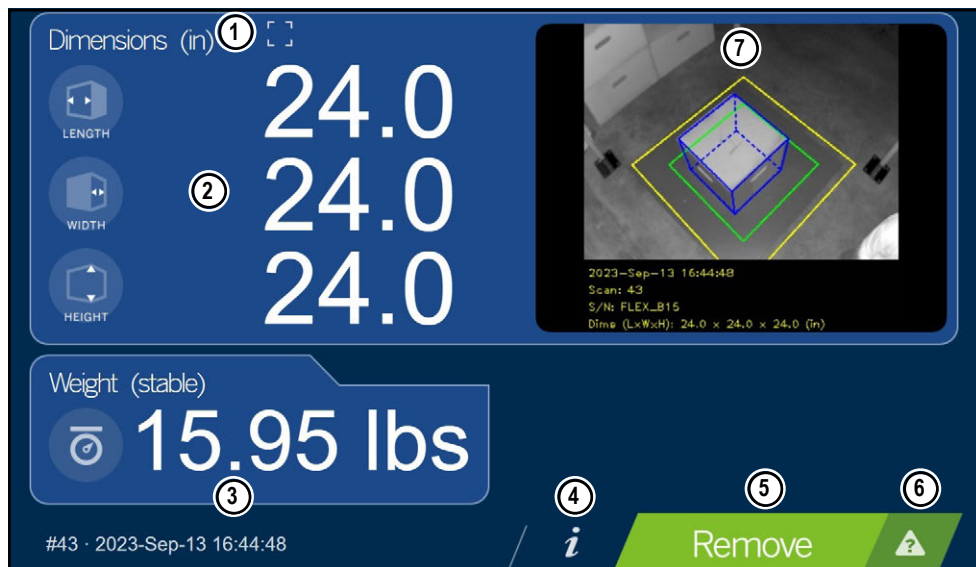 Dimensions (in)
1
LENGTH
24.0
2
WIDTH
24.0
HEIGHT
24.0
7
2023-Sep-13 16:44:48
Scan: 43
S/N: FLEX_B15
Dims (LxWxH): 24.0 x 24.0 x 24.0 (in)
Weight (stable)
15.95 lbs
3
#43 · 2023-Sep-13 16:44:48
4
i
5
Remove
6
?